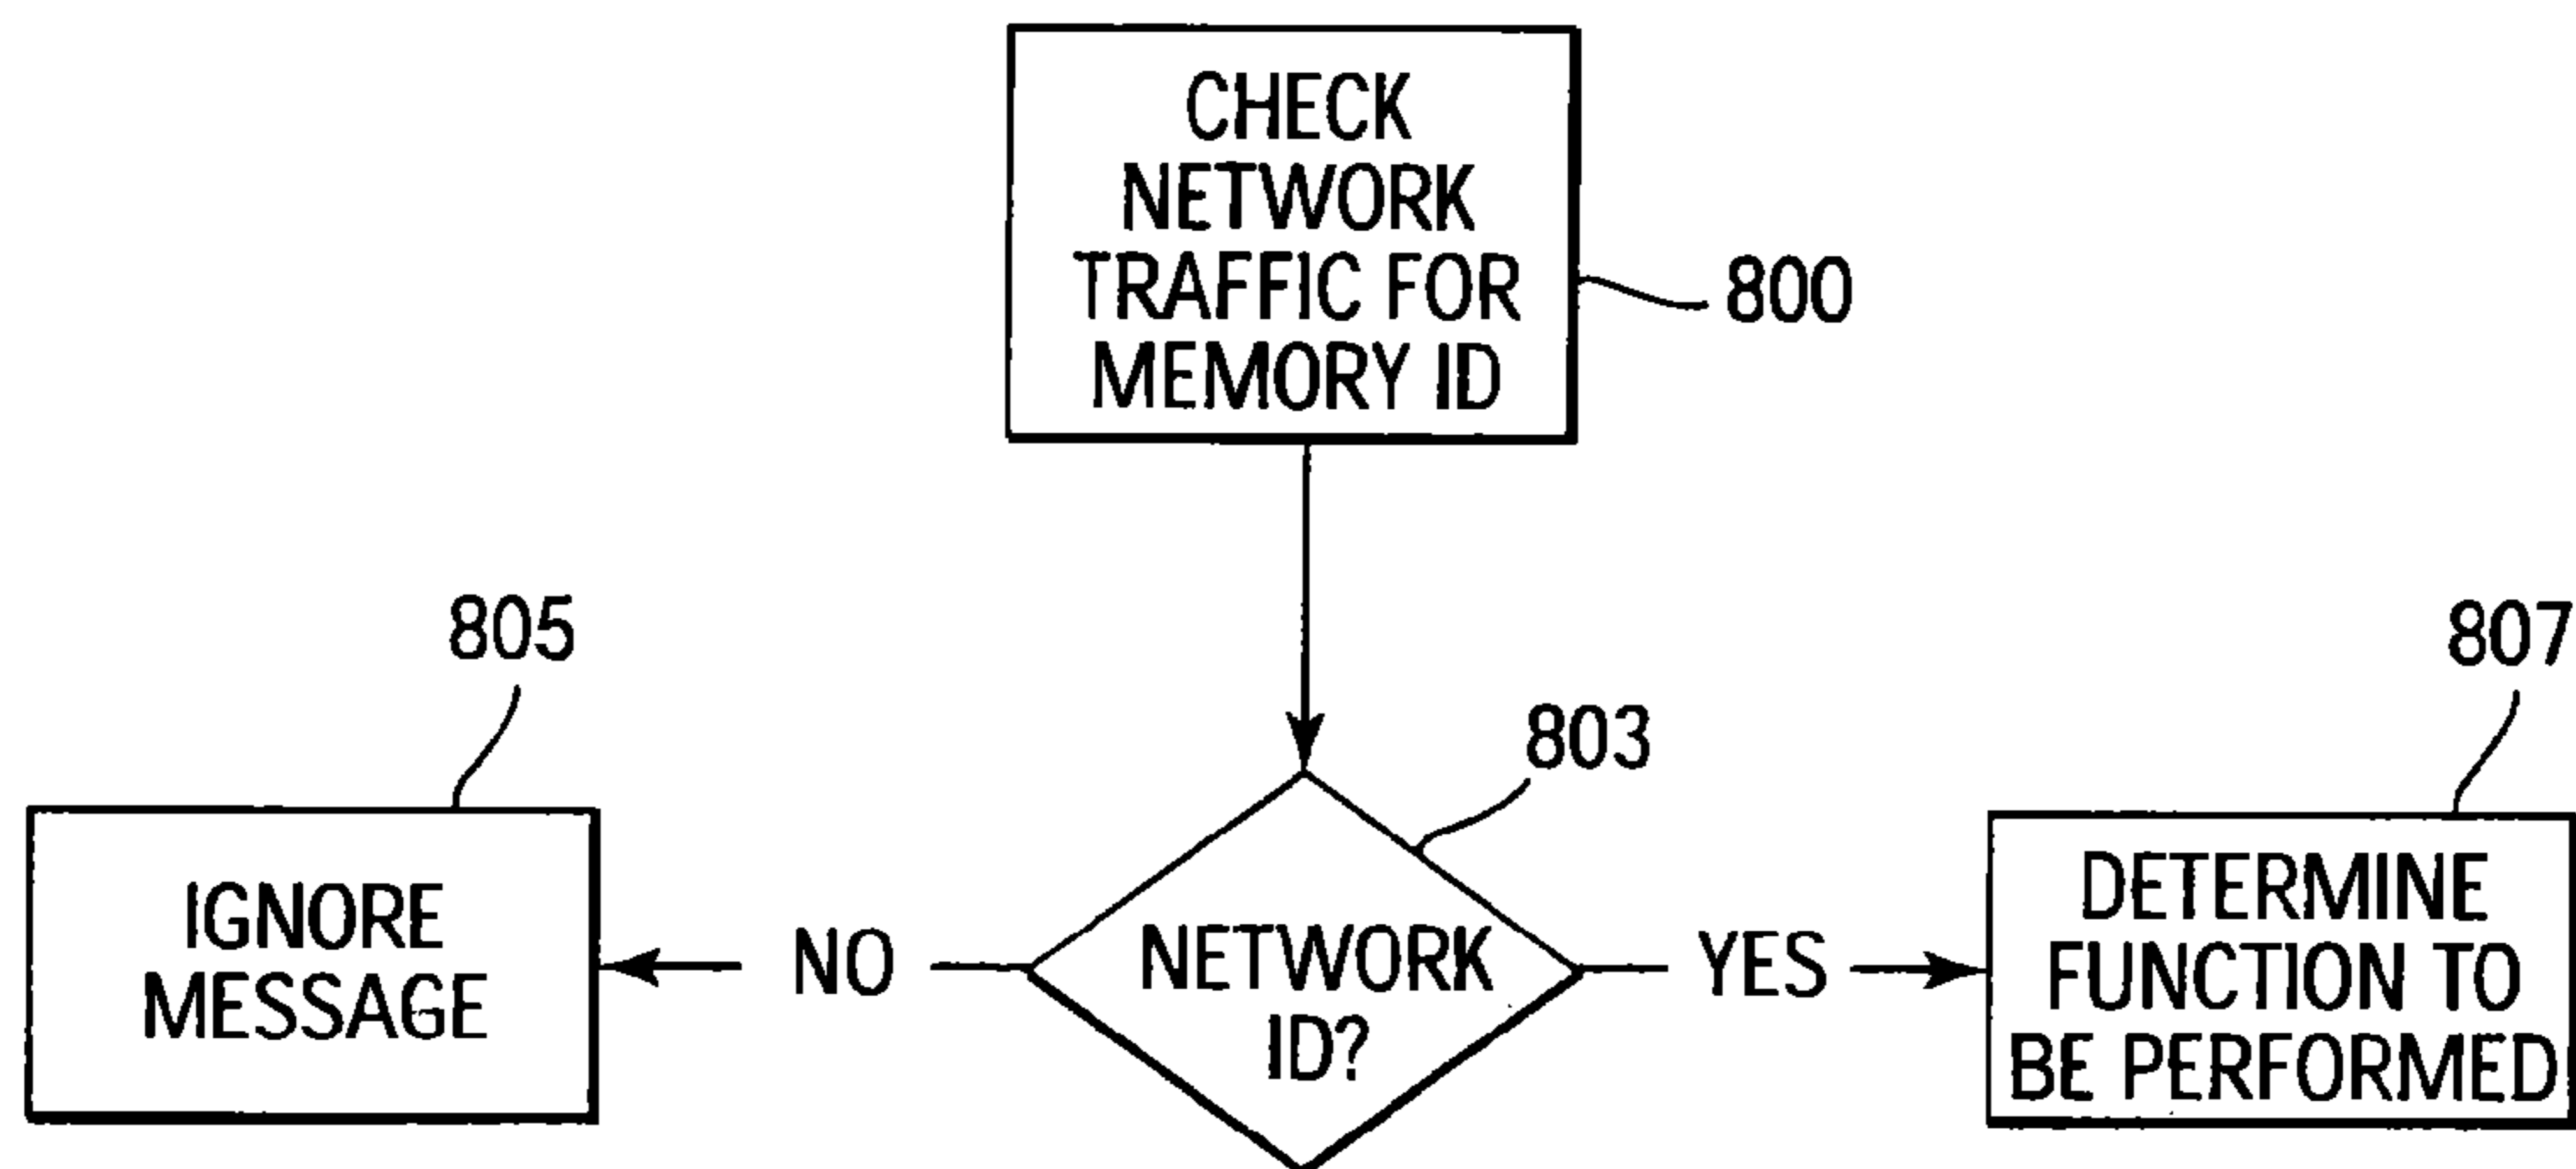 CHECK
NETWORK
TRAFFIC FOR
MEMORY ID
800
805
807
803
IGNORE
MESSAGE
NO
NETWORK
ID?
YES
DETERMINE
FUNCTION TO
BE PERFORMED